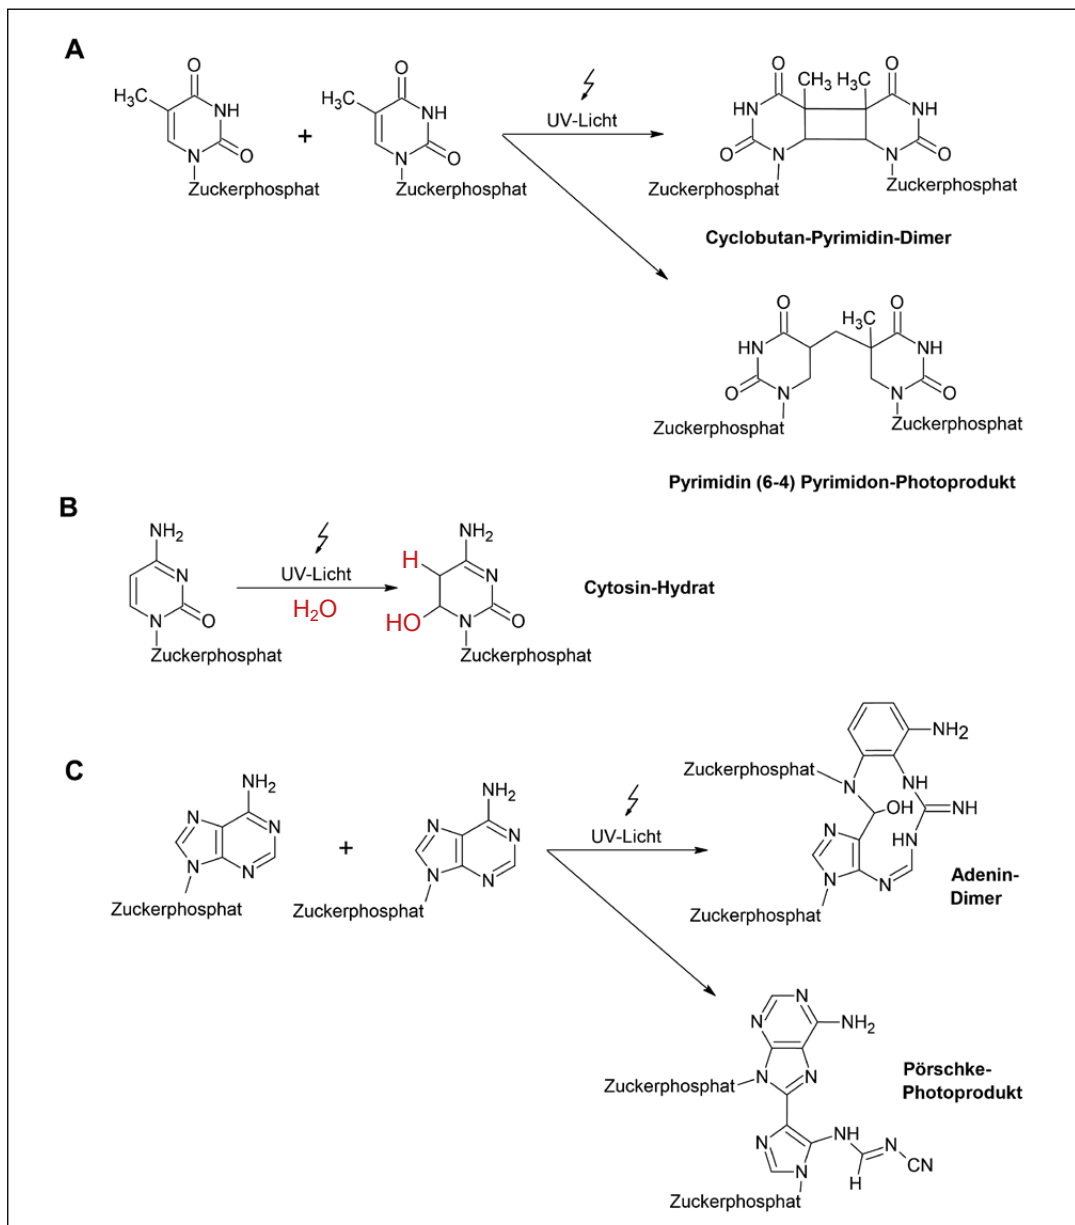 A
O
H₃C
NH
N
O
Zuckerphosphat
+
O
H₃C
NH
N
O
Zuckerphosphat
UV-Licht
O
CH₃
H₃C
O
HN
NH
O
N
N
O
Zuckerphosphat
Zuckerphosphat
Cyclobutan-Pyrimidin-Dimer
O
O
H₃C
HN
NH
O
N
N
O
Zuckerphosphat
Zuckerphosphat
Pyrimidin (6-4) Pyrimidon-Photoprodukt
B
NH₂
N
N
O
Zuckerphosphat
UV-Licht
H₂O
NH₂
H
N
HO
N
O
Zuckerphosphat
Cytosin-Hydrat
C
NH₂
N
N
N
N
Zuckerphosphat
+
NH₂
N
N
N
N
Zuckerphosphat
UV-Licht
NH₂
Zuckerphosphat
N
NH
OH
NH
N
HN
N
N
Zuckerphosphat
Adenin-
Dimer
N
N
NH₂
N
N
Zuckerphosphat
N
NH
N
N
CN
H
Zuckerphosphat
Pörschke-
Photoprodukt